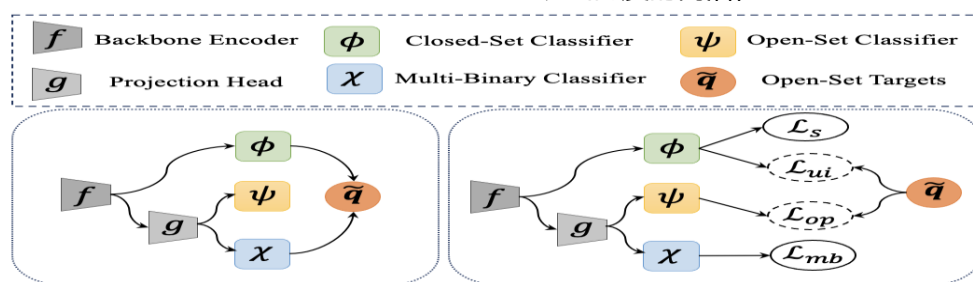 f Backbone Encoder ϕ Closed-Set Classifier ψ Open-Set Classifier
g Projection Head χ Multi-Binary Classifier q̃ Open-Set Targets
f g ϕ ψ χ q̃
f g ϕ ψ χ ℒs ℒui ℒop ℒmb q̃